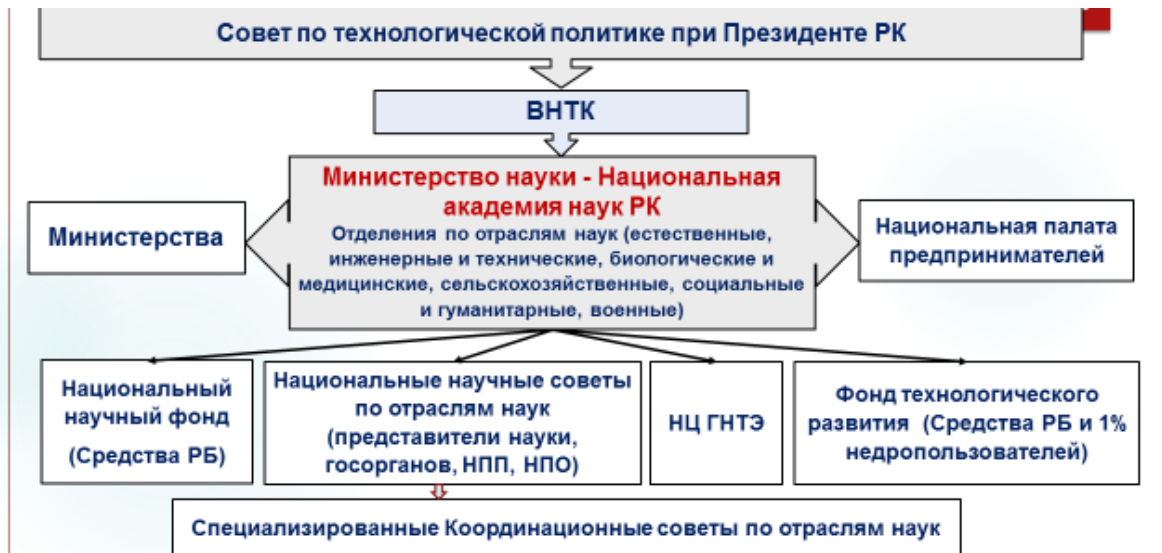 Совет по технологической политике при Президенте РК
ВНТК
Министерство науки - Национальная
академия наук РК
Отделения по отраслям наук (естественные,
инженерные и технические, биологические и
медицинские, сельскохозяйственные, социальные
и гуманитарные, военные)
Министерства
Национальная палата
предпринимателей
Национальный
научный фонд
(Средства РБ)
Национальные научные советы
по отраслям наук
(представители науки,
госорганов, НПП, НПО)
НЦ ГНТЭ
Фонд технологического
развития (Средства РБ и 1%
недропользователей)
Специализированные Координационные советы по отраслям наук